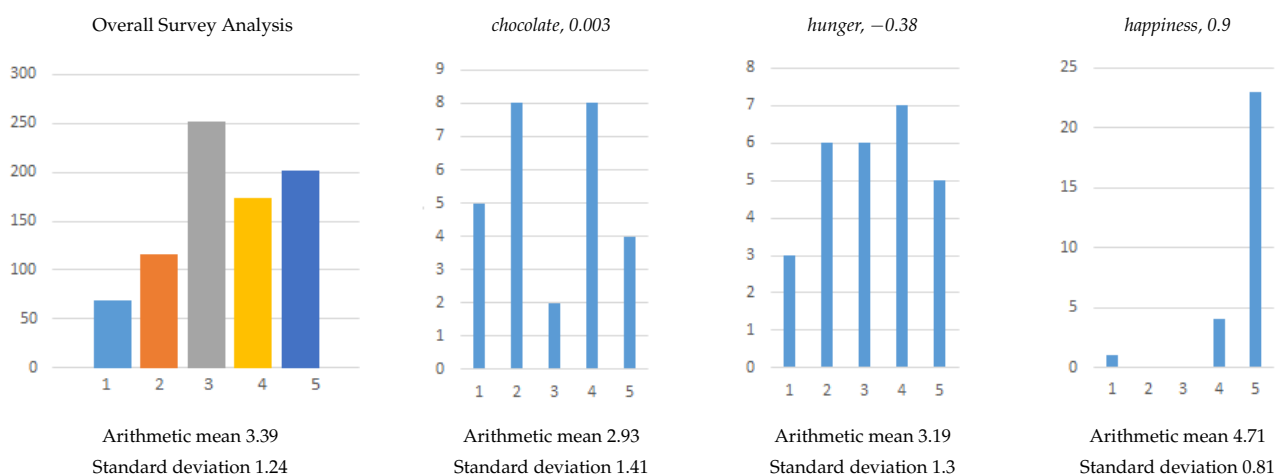 Overall Survey Analysis
300
250
200
150
100
50
0
1 2 3 4 5
Arithmetic mean 3.39
Standard deviation 1.24
chocolate, 0.003
9
8
7
6
5
4
3
2
1
0
1 2 3 4 5
Arithmetic mean 2.93
Standard deviation 1.41
hunger, −0.38
8
7
6
5
4
3
2
1
0
1 2 3 4 5
Arithmetic mean 3.19
Standard deviation 1.3
happiness, 0.9
25
20
15
10
5
0
1 2 3 4 5
Arithmetic mean 4.71
Standard deviation 0.81